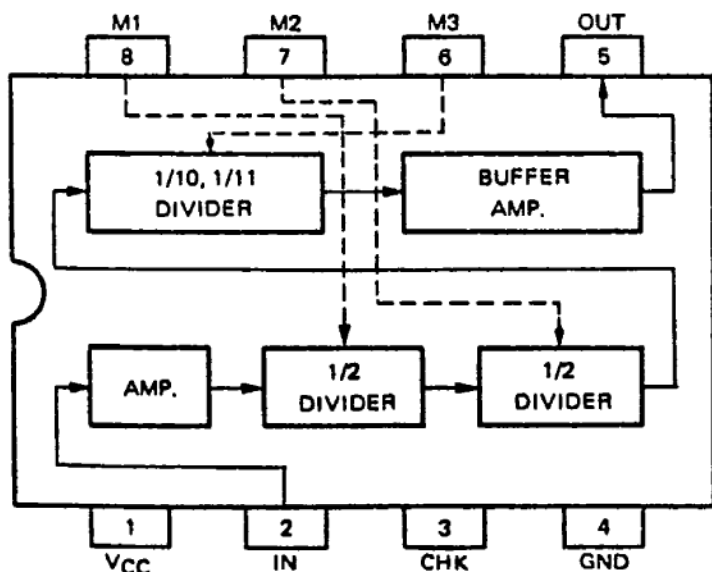 M1 M2 M3 OUT
8 7 6 5
1/10, 1/11
DIVIDER
BUFFER
AMP.
AMP.
1/2
DIVIDER
1/2
DIVIDER
1 2 3 4
VCC IN CHK GND